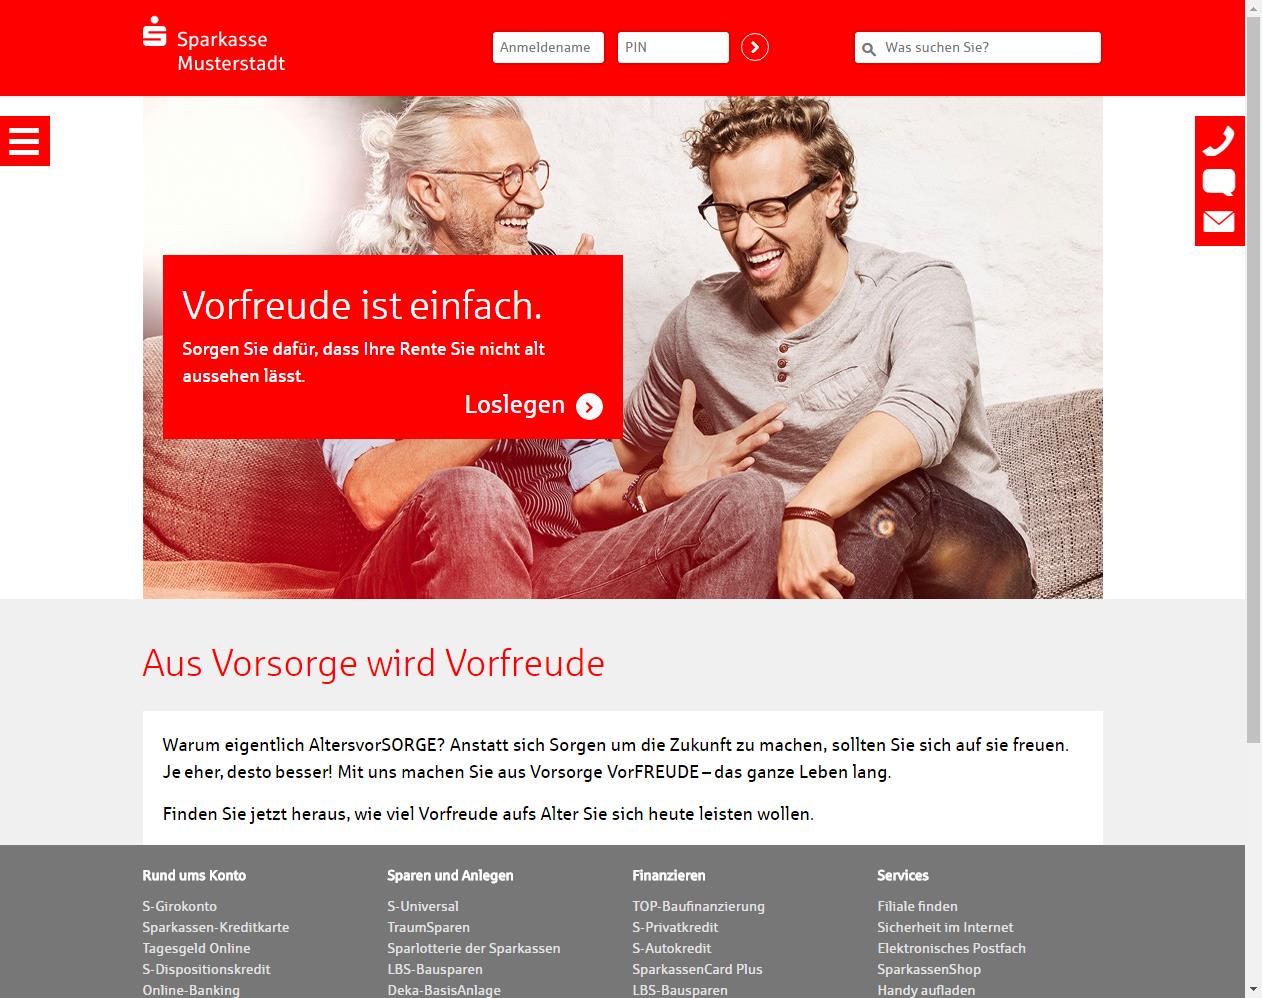 Sparkasse
Musterstadt
Anmeldename
PIN
Was suchen Sie?
Vorfreude ist einfach.
Sorgen Sie dafür, dass Ihre Rente Sie nicht alt
aussehen lässt.
Loslegen
Aus Vorsorge wird Vorfreude
Warum eigentlich AltersvorSORGE? Anstatt sich Sorgen um die Zukunft zu machen, sollten Sie sich auf sie freuen.
Je eher, desto besser! Mit uns machen Sie aus Vorsorge VorFREUDE – das ganze Leben lang.
Finden Sie jetzt heraus, wie viel Vorfreude aufs Alter Sie sich heute leisten wollen.
Rund ums Konto
S-Girokonto
Sparkassen-Kreditkarte
Tagesgeld Online
S-Dispositionskredit
Online-Banking
Sparen und Anlegen
S-Universal
TraumSparen
Sparlotterie der Sparkassen
LBS-Bausparen
Deka-BasisAnlage
Finanzieren
TOP-Baufinanzierung
S-Privatkredit
S-Autokredit
SparkassenCard Plus
LBS-Bausparen
Services
Filiale finden
Sicherheit im Internet
Elektronisches Postfach
SparkassenShop
Handy aufladen